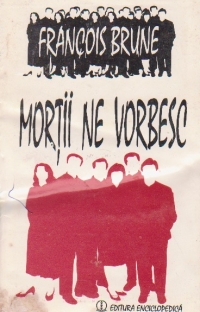 FRANÇOIS BRUNE
MORȚII NE VORBESC
EDITURA ENCICLOPEDICĂ